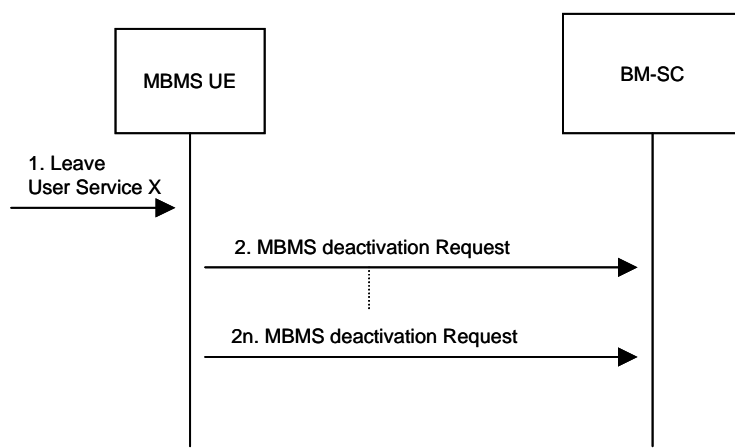 MBMS UE
BM-SC
1. Leave
User Service X
2. MBMS deactivation Request
2n. MBMS deactivation Request